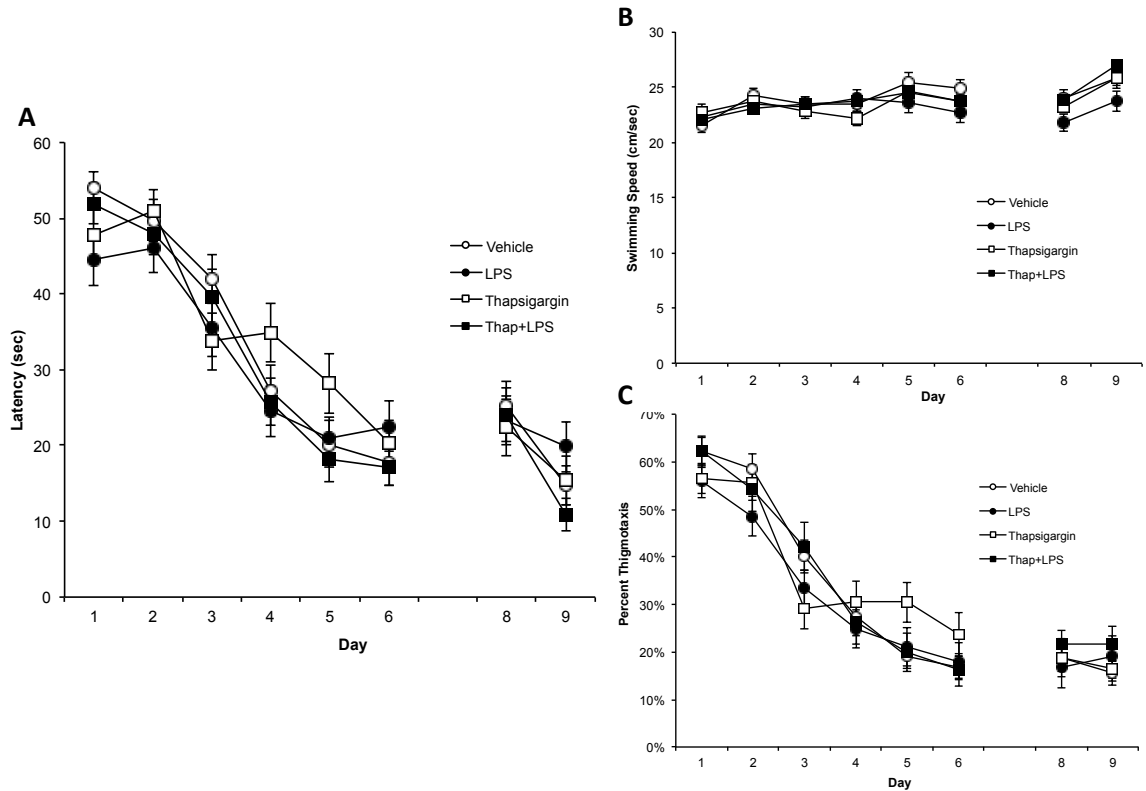 A
60
50
40
30
20
10
0
Latency (sec)
1 2 3 4 5 6 8 9
Day
Vehicle
LPS
Thapsigargin
Thap+LPS
B
30
25
20
15
10
5
0
Swimming Speed (cm/sec)
1 2 3 4 5 6 8 9
Day
Vehicle
LPS
Thapsigargin
Thap+LPS
C
70%
60%
50%
40%
30%
20%
10%
0%
Percent Thigmotaxis
1 2 3 4 5 6 8 9
Day
Vehicle
LPS
Thapsigargin
Thap+LPS